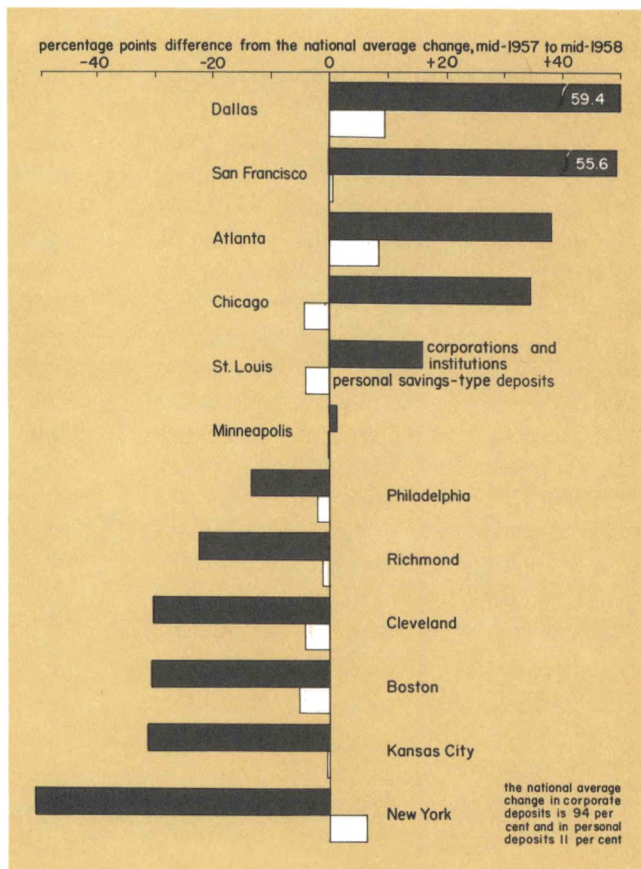 percentage points difference from the national average change, mid-1957 to mid-1958
-40 -20 0 +20 +40
Dallas
59.4
San Francisco
55.6
Atlanta
Chicago
St. Louis
corporations and
institutions
personal savings-type deposits
Minneapolis
Philadelphia
Richmond
Cleveland
Boston
Kansas City
New York
the national average
change in corporate
deposits is 94 per
cent and in personal
deposits 11 per cent